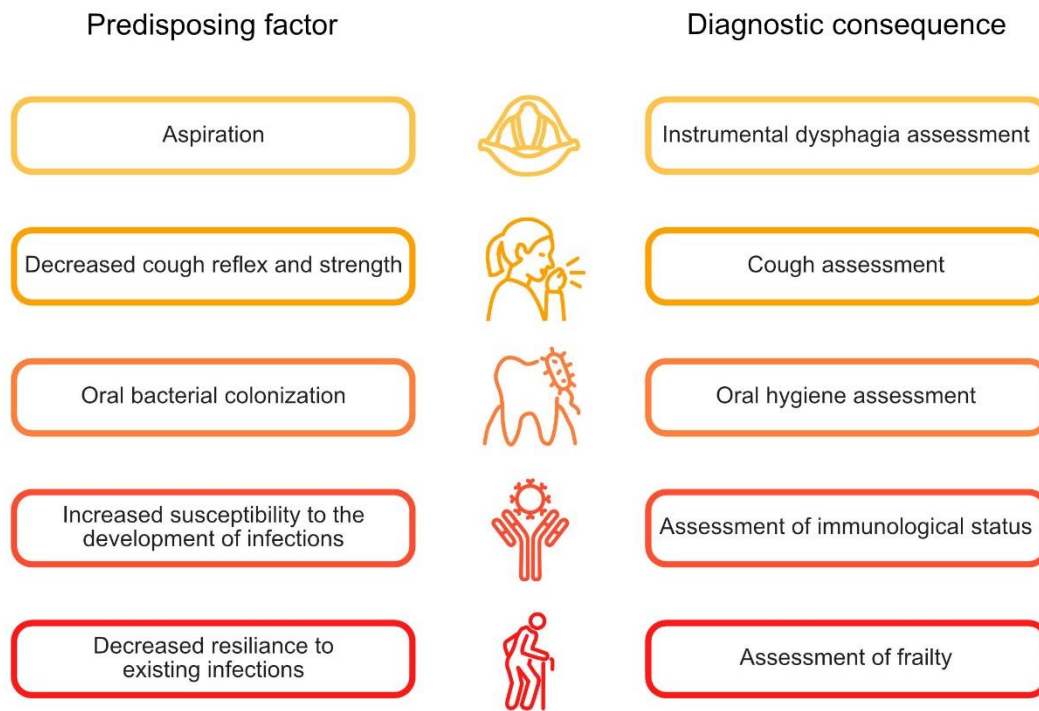 Predisposing factor
Diagnostic consequence
Aspiration
Instrumental dysphagia assessment
Decreased cough reflex and strength
Cough assessment
Oral bacterial colonization
Oral hygiene assessment
Increased susceptibility to the
development of infections
Assessment of immunological status
Decreased resiliance to
existing infections
Assessment of frailty